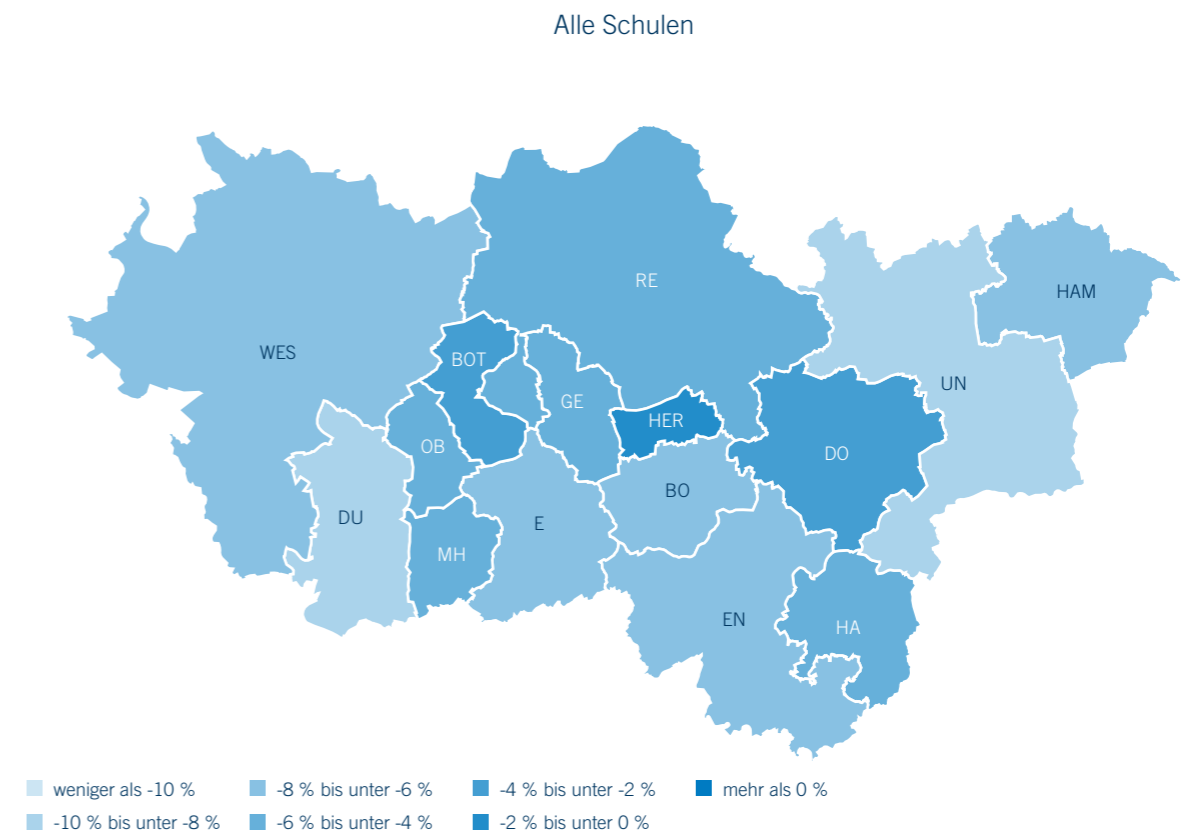 Alle Schulen
RE
HAM
WES
BOT
UN
GE
HER
OB
DO
BO
DU
E
MH
EN
HA
weniger als -10 %
-8 % bis unter -6 %
-4 % bis unter -2 %
mehr als 0 %
-10 % bis unter -8 %
-6 % bis unter -4 %
-2 % bis unter 0 %